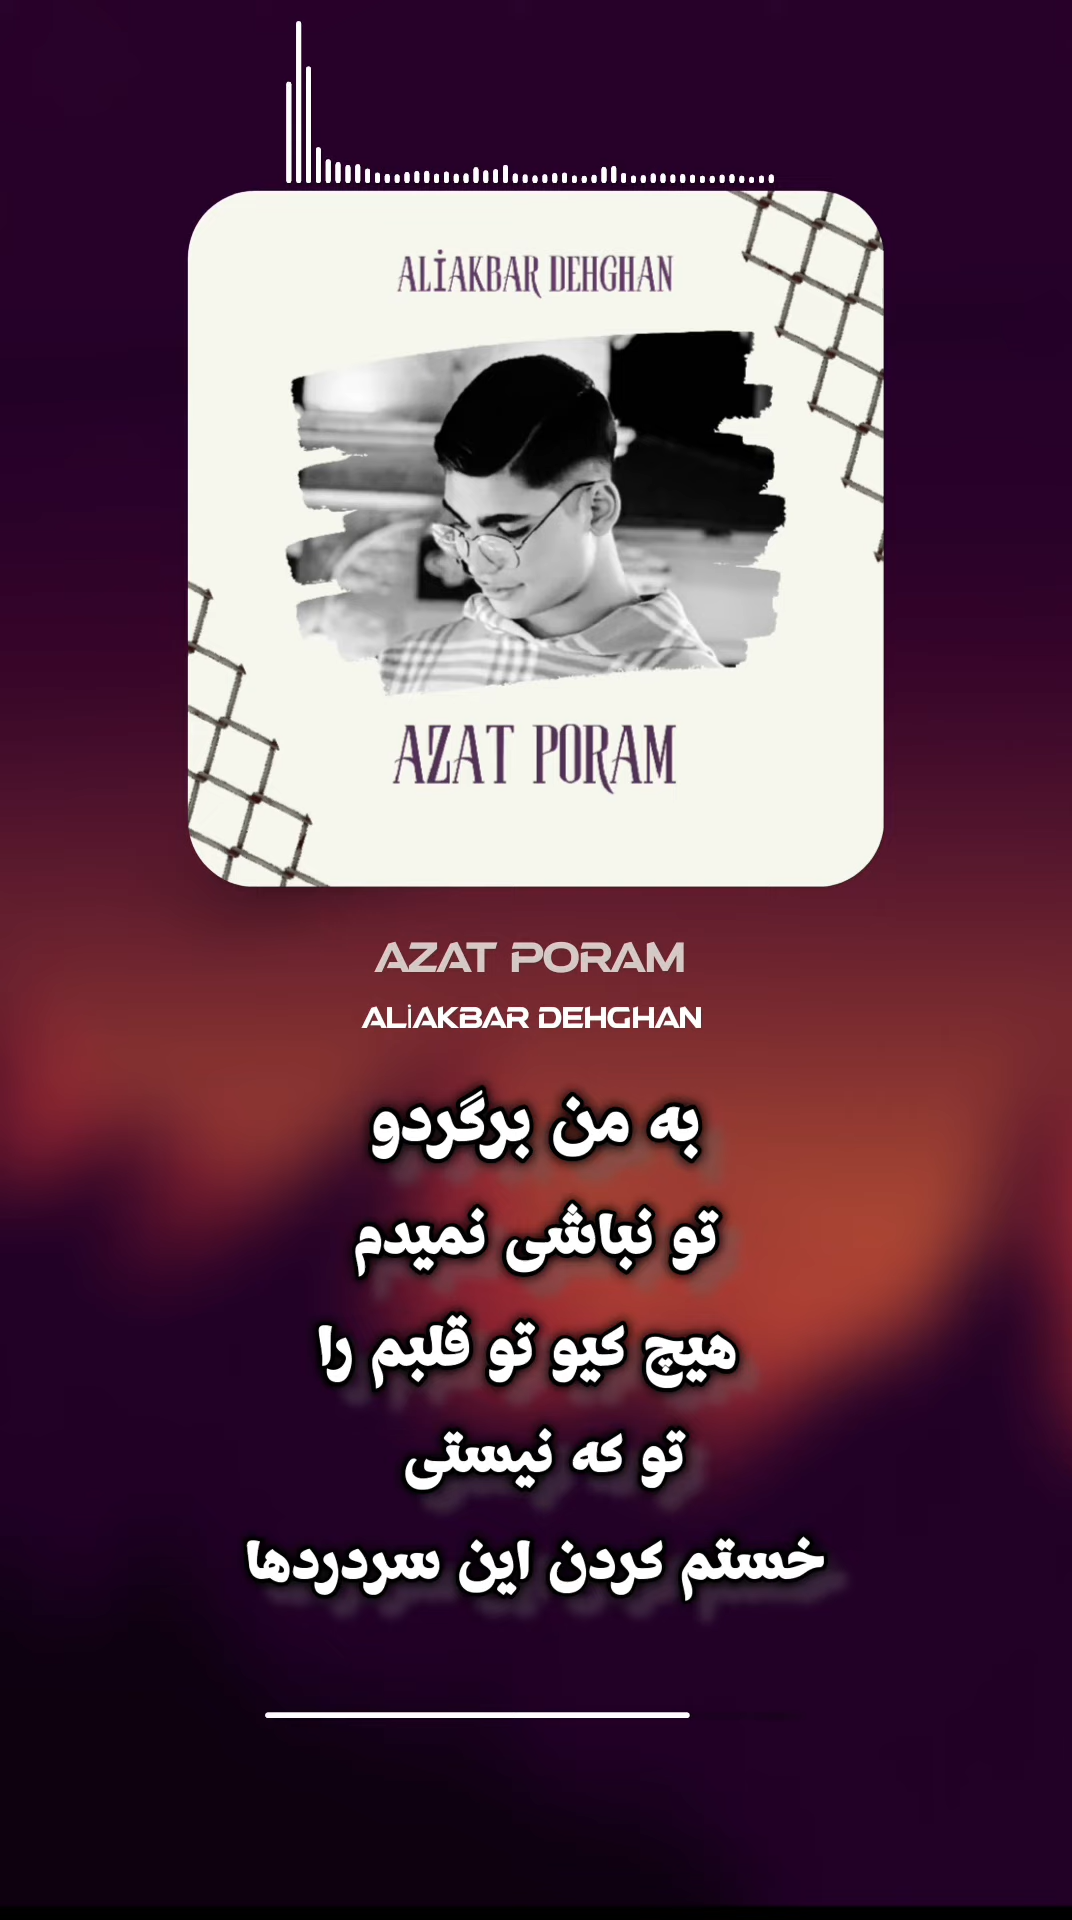 ALİAKBAR DEHGHAN
AZAT PORAM
AZAT PORAM
ALİAKBAR DEHGHAN
به من برگردو
تو نباشی نمیدم
هیچ کیو تو قلبم را
تو که نیستی
خستم کردن این سردردها